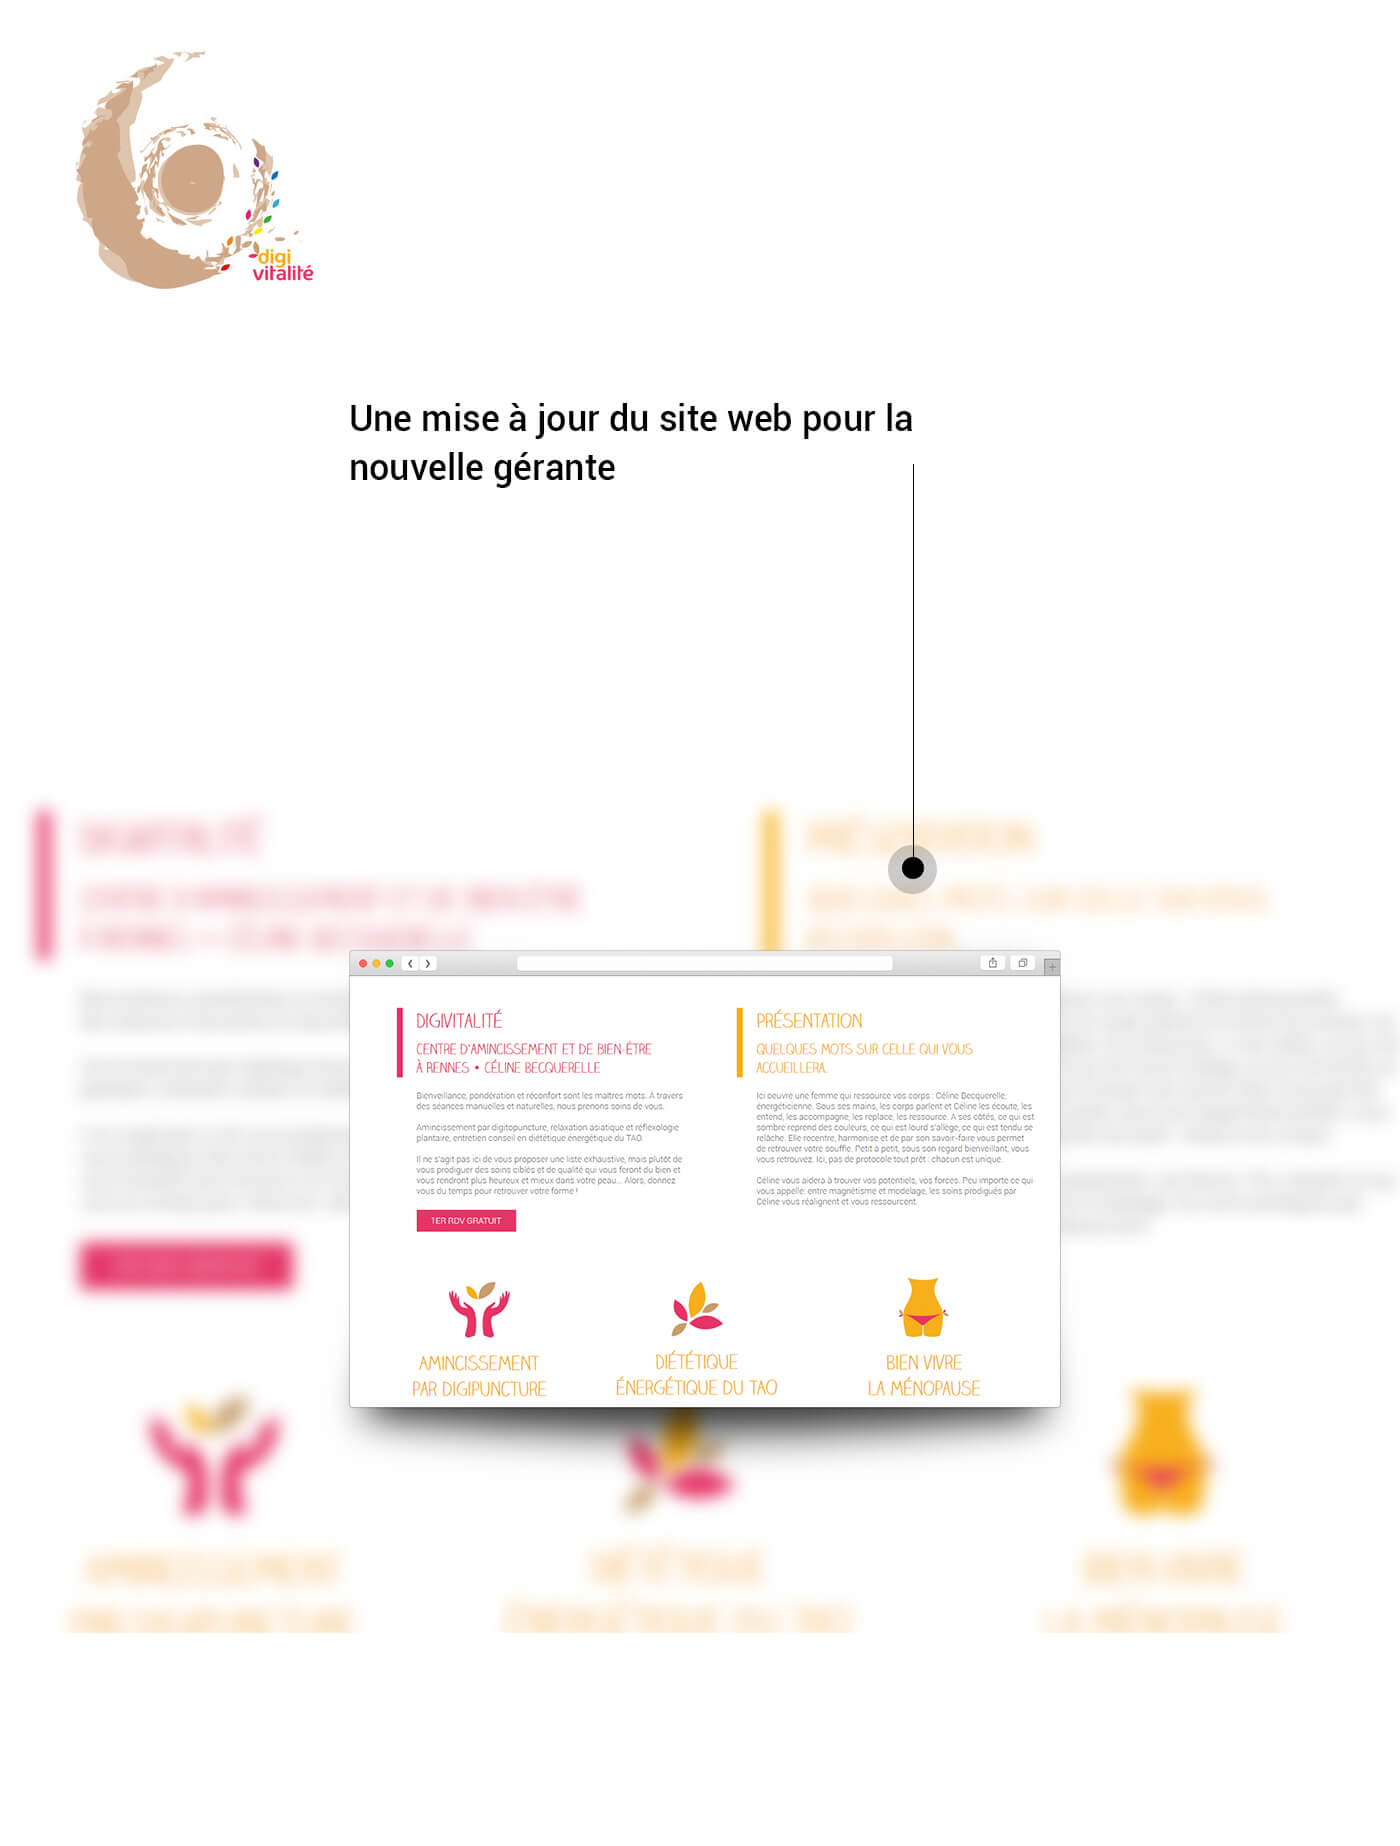 digi
vitalité
Une mise à jour du site web pour la
nouvelle gérante
DIGIVITALITÉ
CENTRE D'AMINCISSEMENT ET DE BIEN-ÊTRE
À RENNES • CÉLINE BECQUERELLE
Bienveillance, pondération et réconfort sont les maîtres mots. A travers
des séances manuelles et naturelles, nous prenons soins de vous.
Amincissement par digitopuncture, relaxation asiatique et réflexologie
plantaire, entretien conseil en diététique énergétique du TAO.
Il ne s'agit pas ici de vous proposer une liste exhaustive, mais plutôt de
vous prodiguer des soins ciblés et de qualité qui vous feront du bien et
vous rendront plus heureux et mieux dans votre peau... Alors, donnez
vous du temps pour retrouver votre forme !
1ER RDV GRATUIT
PRÉSENTATION
QUELQUES MOTS SUR CELLE QUI VOUS
ACCUEILLERA.
Ici oeuvre une femme qui ressource vos corps : Céline Becquerelle,
énergéticienne. Sous ses mains, les corps parlent et Céline les écoute, les
entend, les accompagne, les replace, les ressource. A ses côtés, ce qui est
sombre reprend des couleurs, ce qui est lourd s'allège, ce qui est tendu se
relâche. Elle recentre, harmonise et de par son savoir-faire vous permet
de retrouver votre souffle. Petit à petit, sous son regard bienveillant, vous
vous retrouvez. Ici, pas de protocole tout prêt : chacun est unique.
Céline vous aidera à trouver vos potentiels, vos forces. Peu importe ce qui
vous appelle: entre magnétisme et modelage, les soins prodigués par
Céline vous réalignent et vous ressourcent.
AMINCISSEMENT
PAR DIGIPUNCTURE
DIÉTÉTIQUE
ÉNERGÉTIQUE DU TAO
BIEN VIVRE
LA MÉNOPAUSE